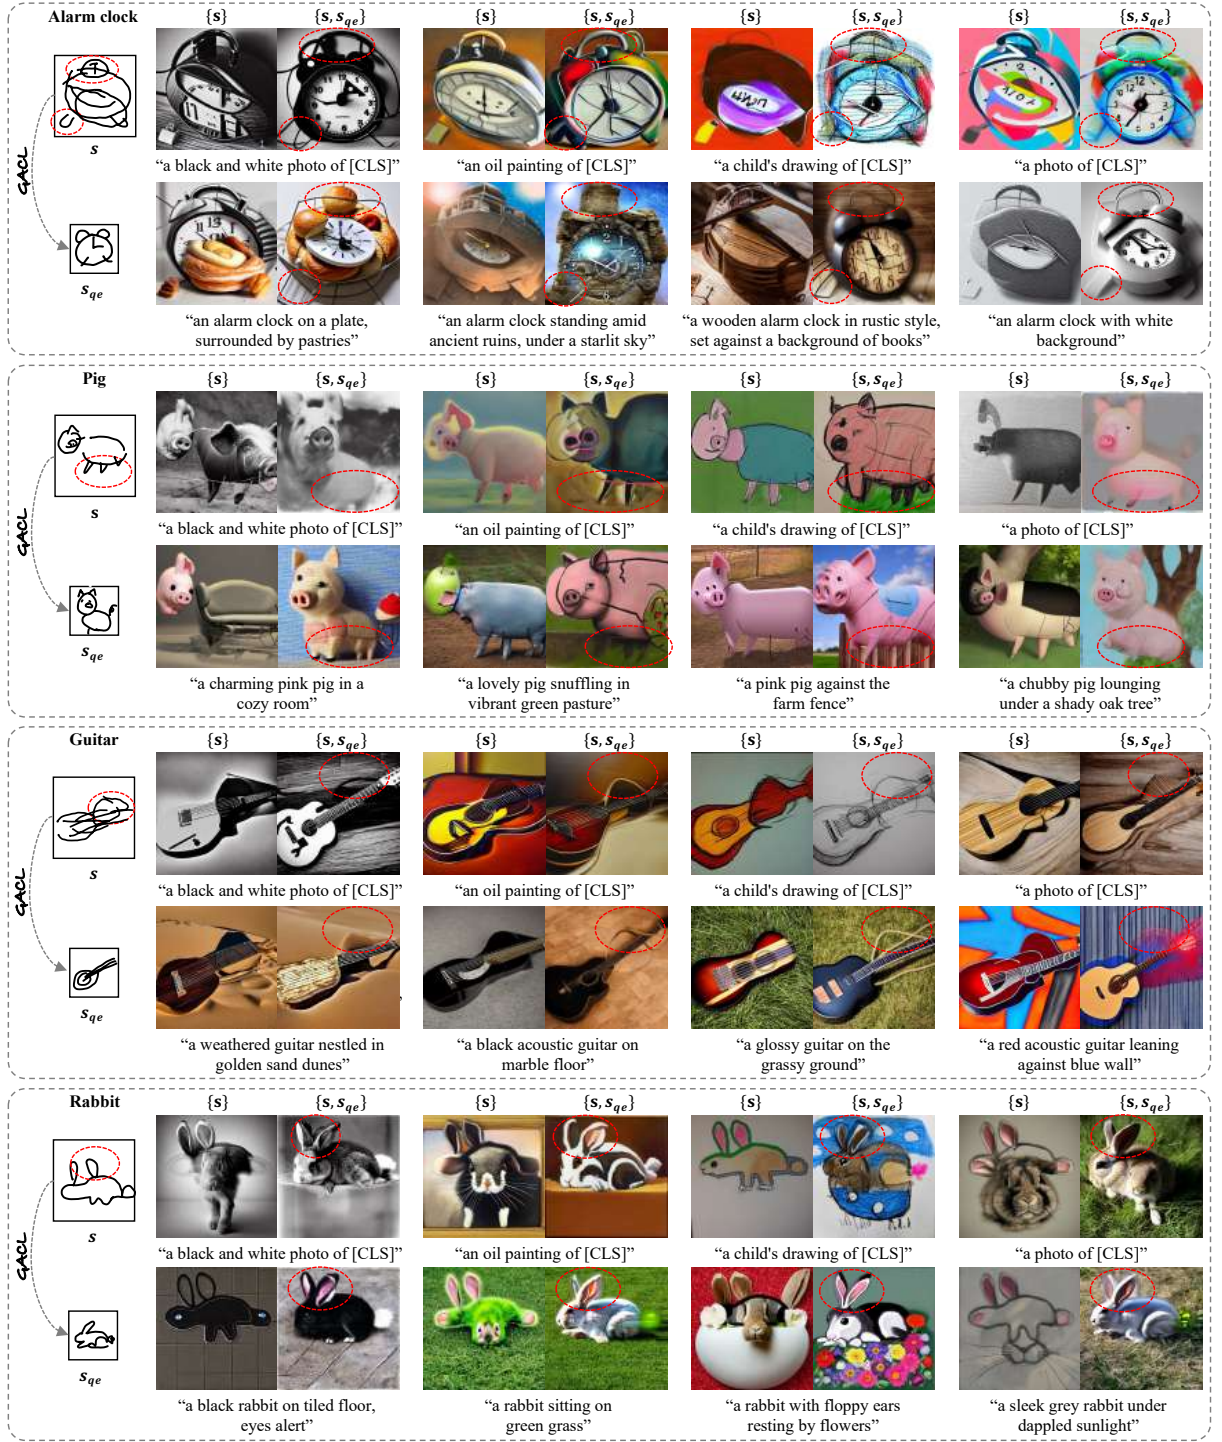 Alarm clock
{s} {s, s_qe} {s} {s, s_qe} {s} {s, s_qe} {s} {s, s_qe}
s
GACL
“a black and white photo of [CLS]” “an oil painting of [CLS]” “a child's drawing of [CLS]” “a photo of [CLS]”
s_qe
“an alarm clock on a plate,
surrounded by pastries”
“an alarm clock standing amid
ancient ruins, under a starlit sky”
“a wooden alarm clock in rustic style,
set against a background of books”
“an alarm clock with white
background”
Pig
{s} {s, s_qe} {s} {s, s_qe} {s} {s, s_qe} {s} {s, s_qe}
s
GACL
“a black and white photo of [CLS]” “an oil painting of [CLS]” “a child's drawing of [CLS]” “a photo of [CLS]”
s_qe
“a charming pink pig in a
cozy room”
“a lovely pig snuffling in
vibrant green pasture”
“a pink pig against the
farm fence”
“a chubby pig lounging
under a shady oak tree”
Guitar
{s} {s, s_qe} {s} {s, s_qe} {s} {s, s_qe} {s} {s, s_qe}
s
GACL
“a black and white photo of [CLS]” “an oil painting of [CLS]” “a child's drawing of [CLS]” “a photo of [CLS]”
s_qe
,
“a weathered guitar nestled in
golden sand dunes”
“a black acoustic guitar on
marble floor”
“a glossy guitar on the
grassy ground”
“a red acoustic guitar leaning
against blue wall”
Rabbit
{s} {s, s_qe} {s} {s, s_qe} {s} {s, s_qe} {s} {s, s_qe}
s
GACL
“a black and white photo of [CLS]” “an oil painting of [CLS]” “a child's drawing of [CLS]” “a photo of [CLS]”
s_qe
“a black rabbit on tiled floor,
eyes alert”
“a rabbit sitting on
green grass”
“a rabbit with floppy ears
resting by flowers”
“a sleek grey rabbit under
dappled sunlight”